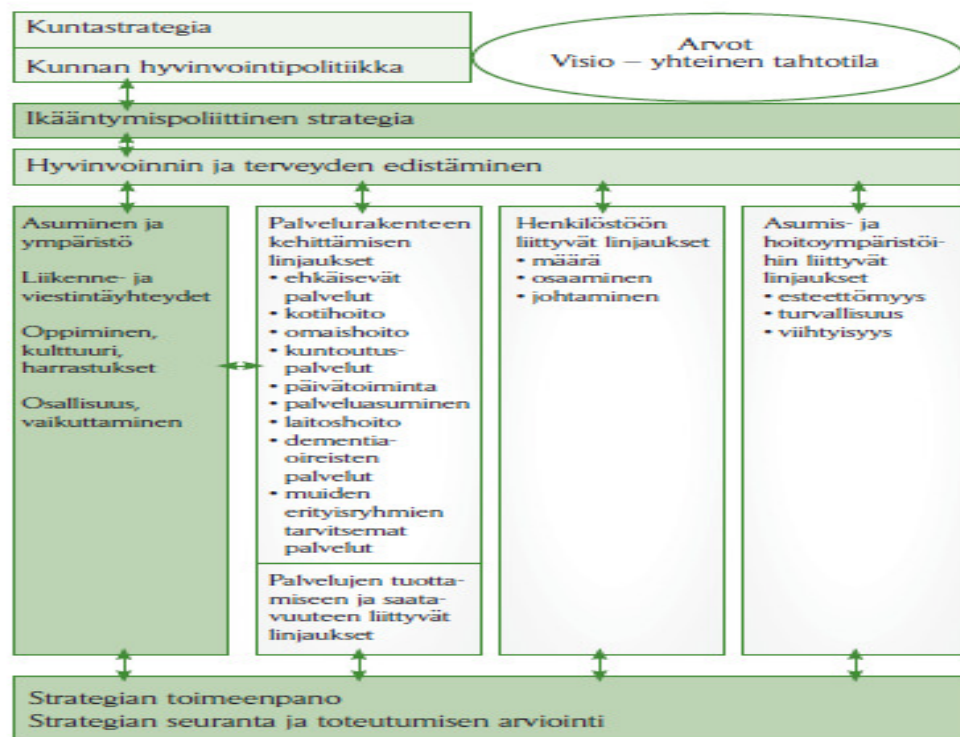 Kuntastrategia
Kunnan hyvinvointipolitiikka
Arvot
Visio – yhteinen tahtotila
Ikääntymispoliittinen strategia
Hyvinvoinnin ja terveyden edistäminen
Asuminen ja
ympäristö
Liikenne- ja
viestintäyhteydet
Oppiminen,
kulttuuri,
harrastukset
Osallisuus,
vaikuttaminen
Palvelurakenteen
kehittämisen
linjaukset
• ehkäisevät
palvelut
• kotihoito
• omaishoito
• kuntoutus-
palvelut
• päivätoiminta
• palveluasuminen
• laitoshoito
• dementia-
oireisten
palvelut
• muiden
erityisryhmien
tarvitsemat
palvelut
Palvelujen tuotta-
miseen ja saata-
vuuteen liittyvät
linjaukset
Henkilöstöön
liittyvät linjaukset
• määrä
• osaaminen
• johtaminen
Asumis- ja
hoitoympäristöi-
hin liittyvät
linjaukset
• esteettömyys
• turvallisuus
• viihtyisyys
Strategian toimeenpano
Strategian seuranta ja toteutumisen arviointi